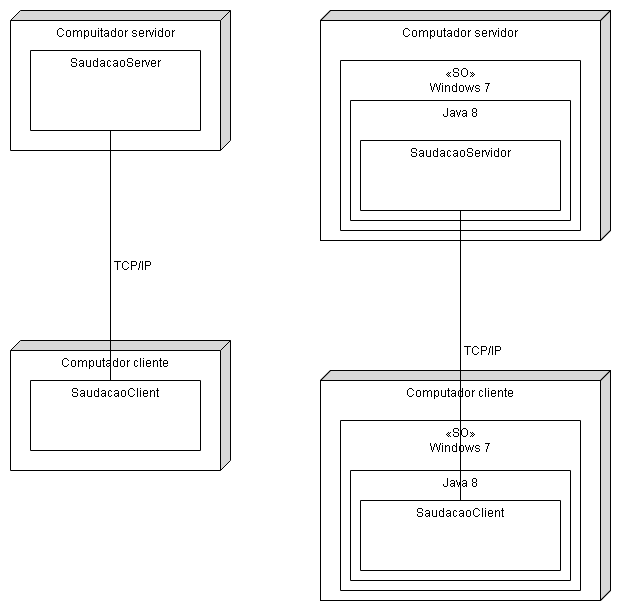 Compuitador servidor
SaudacaoServer
TCP/IP
Computador cliente
SaudacaoClient
Computador servidor
«SO»
Windows 7
Java 8
SaudacaoServidor
TCP/IP
Computador cliente
«SO»
Windows 7
Java 8
SaudacaoClient